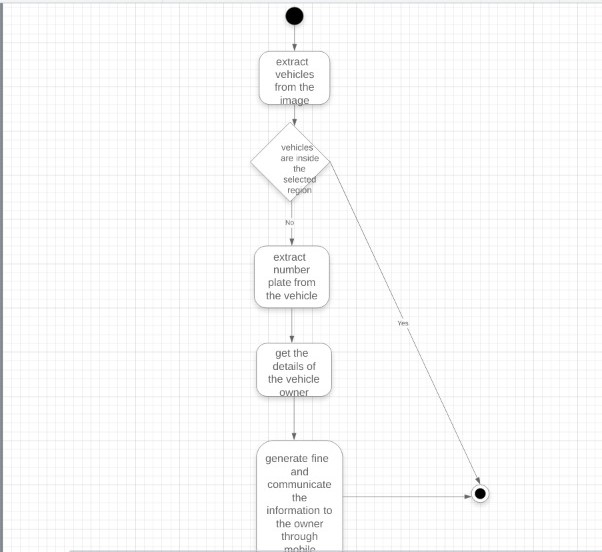 extract
vehicles
from the
image
vehicles
are inside
the
selected
region
No
extract
number
plate from
the vehicle
Yes
get the
details of
the vehicle
owner
generate fine
and
communicate
the
information to
the owner
through
mobile